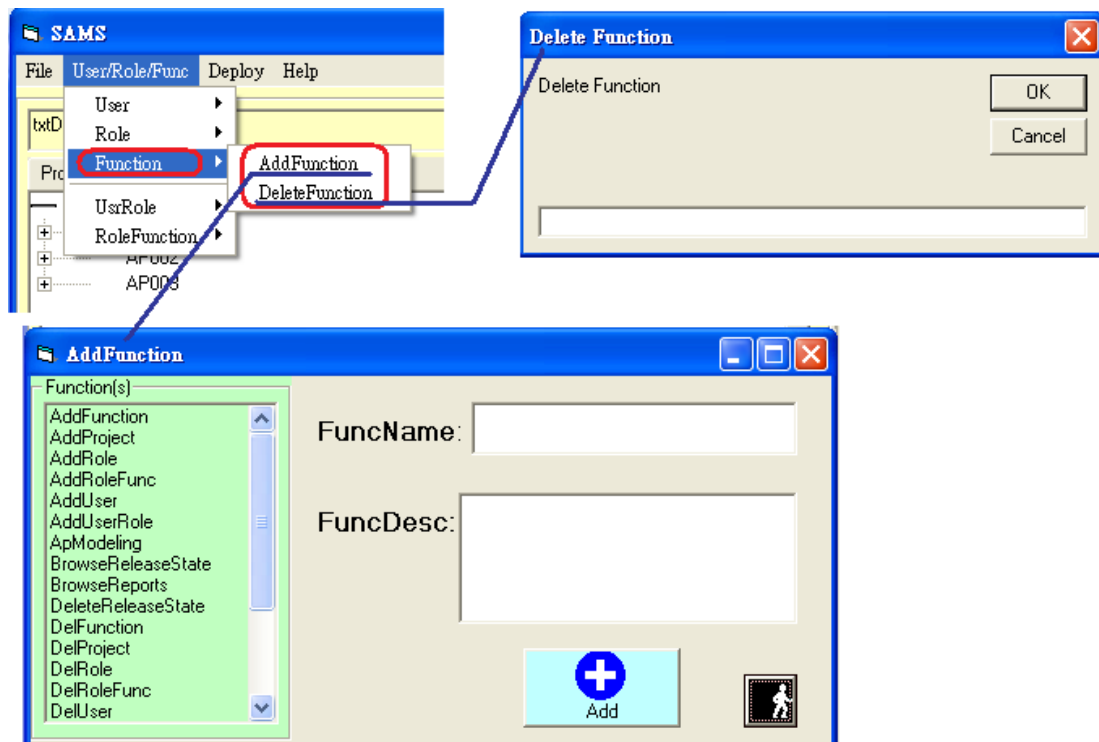 SAMS
File User/Role/Func Deploy Help
User
txtD
Role
Function
AddFunction
DeleteFunction
UsrRole
RoleFunction
AP002
AP003
Delete Function
Delete Function
OK
Cancel
AddFunction
Function(s)
AddFunction
AddProject
AddRole
AddRoleFunc
AddUser
AddUserRole
ApModeling
BrowseReleaseState
BrowseReports
DeleteReleaseState
DelFunction
DelProject
DelRole
DelRoleFunc
DelUser
FuncName:
FuncDesc:
Add